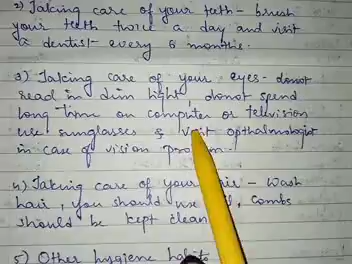 2) Taking care of your teeth - brush
your teeth twice a day and visit
a dentist every 6 months.
3) Taking care of your eyes - donot
read in dim light, donot spend
long time on computer or television
use sunglasses & visit opthalmologist
in case of vision
4) Taking care of your - Wash
hair, you should combs
should be kept clean
5) Other hygiene habits